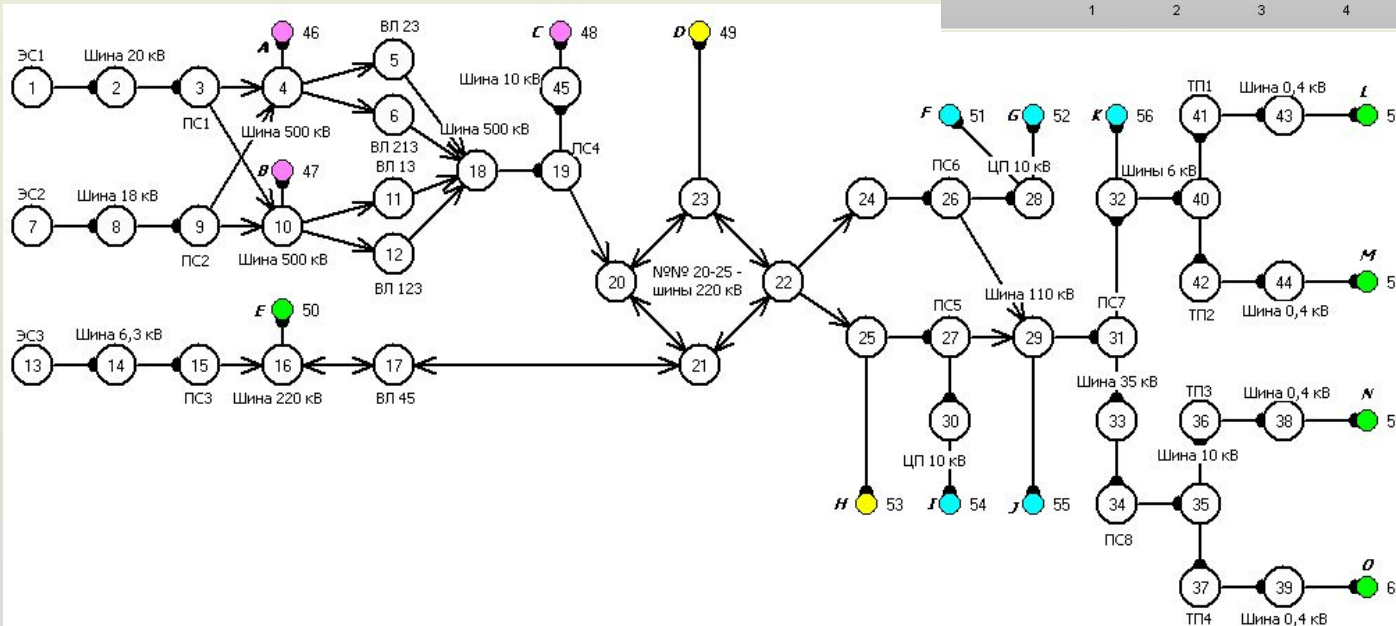 1 2 3 4
ЭС1
1
Шина 20 кВ
2
3
ПС1
A
46
4
Шина 500 кВ
ВЛ 23
5
6
ВЛ 213
ЭС2
7
Шина 18 кВ
8
9
ПС2
B
47
10
Шина 500 кВ
ВЛ 13
11
12
ВЛ 123
Шина 500 кВ
18
C
48
Шина 10 кВ
45
ПС4
19
ЭС3
13
Шина 6,3 кВ
14
15
ПС3
E
50
16
Шина 220 кВ
17
ВЛ 45
D
49
23
20
№№ 20-25 -
шины 220 кВ
22
21
24
25
ПС6
26
F
51
G
52
ЦП 10 кВ
28
ПС5
27
Шина 110 кВ
29
30
ЦП 10 кВ
H
53
I
54
J
55
K
56
32
Шины 6 кВ
40
ПС7
31
Шина 35 кВ
33
34
ПС8
35
ТП1
41
Шина 0,4 кВ
43
L
5
42
ТП2
44
Шина 0,4 кВ
M
5
ТП3
36
Шина 0,4 кВ
38
N
5
Шина 10 кВ
37
ТП4
39
Шина 0,4 кВ
O
6